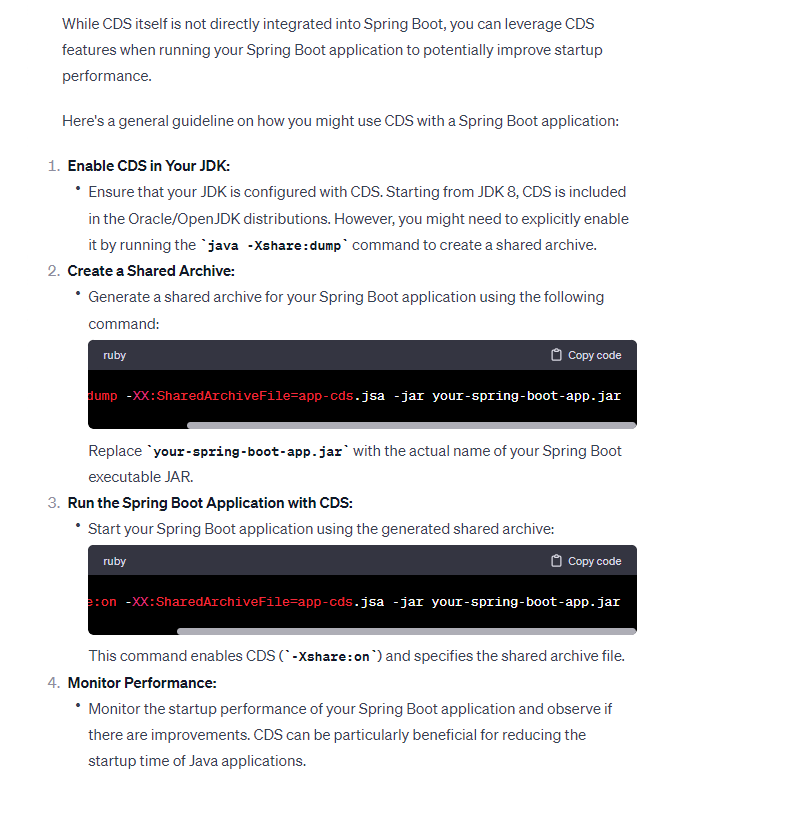 While CDS itself is not directly integrated into Spring Boot, you can leverage CDS
features when running your Spring Boot application to potentially improve startup
performance.
Here's a general guideline on how you might use CDS with a Spring Boot application:
1. Enable CDS in Your JDK:
• Ensure that your JDK is configured with CDS. Starting from JDK 8, CDS is included
in the Oracle/OpenJDK distributions. However, you might need to explicitly enable
it by running the `java -Xshare:dump` command to create a shared archive.
2. Create a Shared Archive:
• Generate a shared archive for your Spring Boot application using the following
command:
ruby Copy code
dump -XX:SharedArchiveFile=app-cds.jsa -jar your-spring-boot-app.jar
Replace `your-spring-boot-app.jar` with the actual name of your Spring Boot
executable JAR.
3. Run the Spring Boot Application with CDS:
• Start your Spring Boot application using the generated shared archive:
ruby Copy code
e:on -XX:SharedArchiveFile=app-cds.jsa -jar your-spring-boot-app.jar
This command enables CDS (`-Xshare:on`) and specifies the shared archive file.
4. Monitor Performance:
• Monitor the startup performance of your Spring Boot application and observe if
there are improvements. CDS can be particularly beneficial for reducing the
startup time of Java applications.